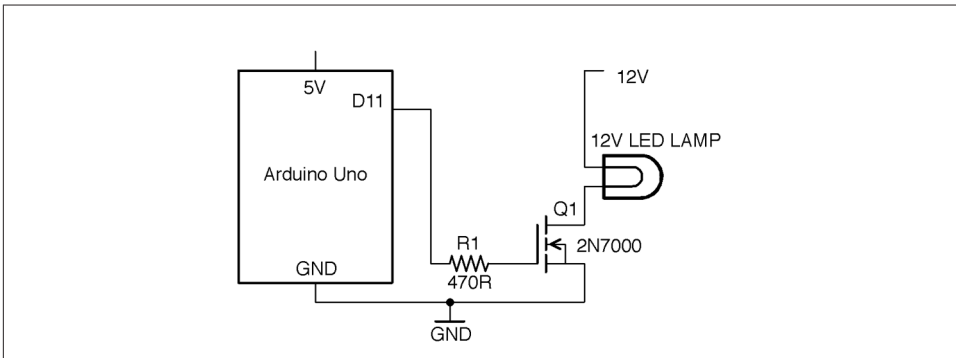 5V
12V
D11
12V LED LAMP
Arduino Uno
Q1
R1
2N7000
GND
470R
GND